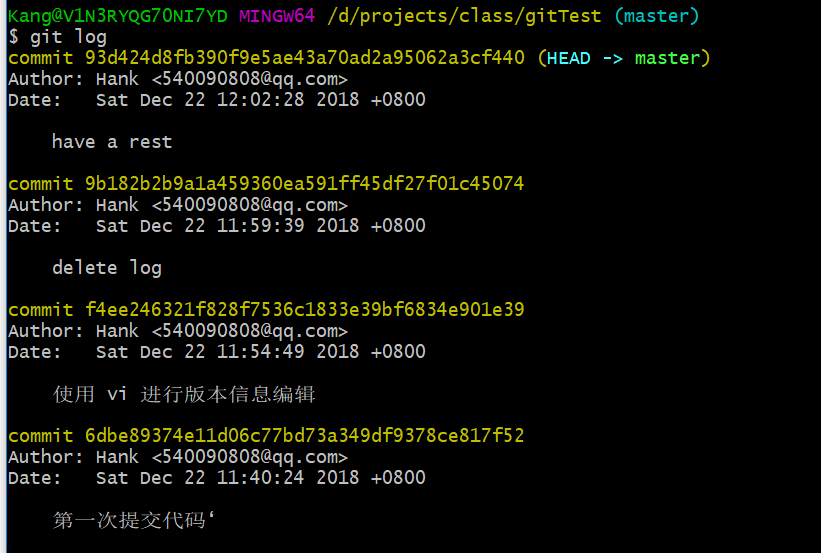 Kang@V1N3RYQG70NI7YD MINGW64 /d/projects/class/gitTest (master)
$ git log
commit 93d424d8fb390f9e5ae43a70ad2a95062a3cf440 (HEAD -> master)
Author: Hank <540090808@qq.com>
Date:   Sat Dec 22 12:02:28 2018 +0800
    have a rest
commit 9b182b2b9a1a459360ea591ff45df27f01c45074
Author: Hank <540090808@qq.com>
Date:   Sat Dec 22 11:59:39 2018 +0800
    delete log
commit f4ee246321f828f7536c1833e39bf6834e901e39
Author: Hank <540090808@qq.com>
Date:   Sat Dec 22 11:54:49 2018 +0800
    使用 vi 进行版本信息编辑
commit 6dbe89374e11d06c77bd73a349df9378ce817f52
Author: Hank <540090808@qq.com>
Date:   Sat Dec 22 11:40:24 2018 +0800
    第一次提交代码‘